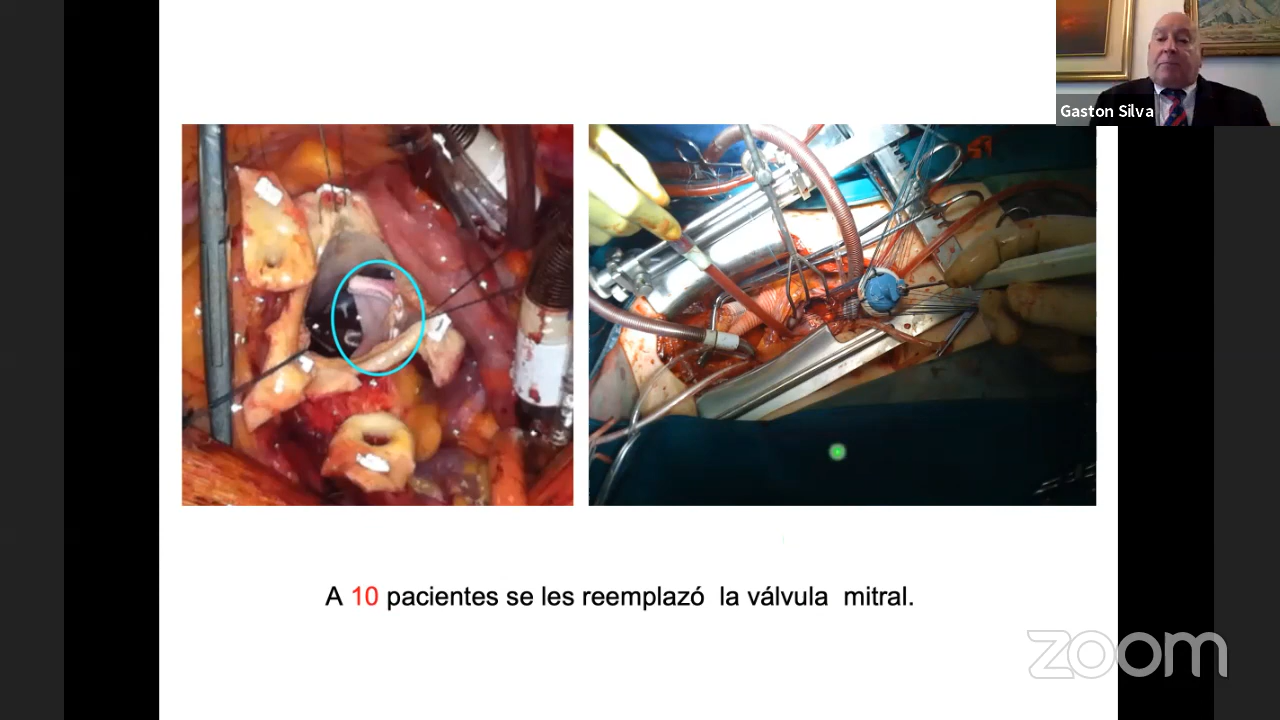 Gaston Silva
A 10 pacientes se les reemplazó la válvula mitral.
zoom